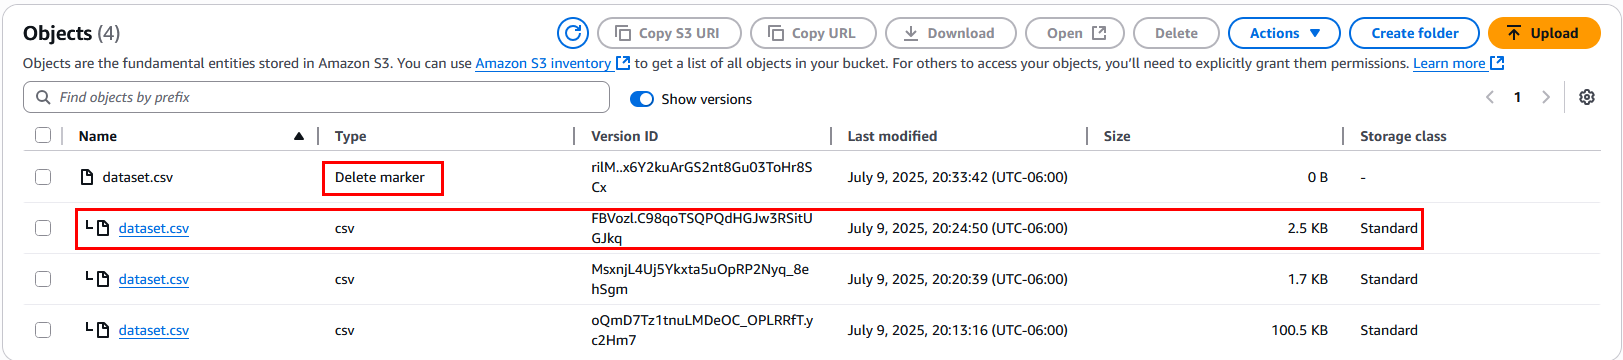 Objects (4)
Copy S3 URI
Copy URL
Download
Open
Delete
Actions
Create folder
Upload
Objects are the fundamental entities stored in Amazon S3. You can use Amazon S3 inventory to get a list of all objects in your bucket. For others to access your objects, you'll need to explicitly grant them permissions. Learn more
Find objects by prefix
Show versions
1
Name Type Version ID Last modified Size Storage class
dataset.csv Delete marker rilM..x6Y2kuArGS2nt8Gu03ToHr8S July 9, 2025, 20:33:42 (UTC-06:00) 0 B -
Cx
dataset.csv csv FBVozl.C98qoTSQPQdHGJw3RSitU July 9, 2025, 20:24:50 (UTC-06:00) 2.5 KB Standard
GJkq
dataset.csv csv MsxnjL4Uj5Ykxta5uOpRP2Nyq_8e July 9, 2025, 20:20:39 (UTC-06:00) 1.7 KB Standard
hSgm
dataset.csv csv oQmD7Tz1tnuLMDeOC_OPLRRfT.y July 9, 2025, 20:13:16 (UTC-06:00) 100.5 KB Standard
c2Hm7